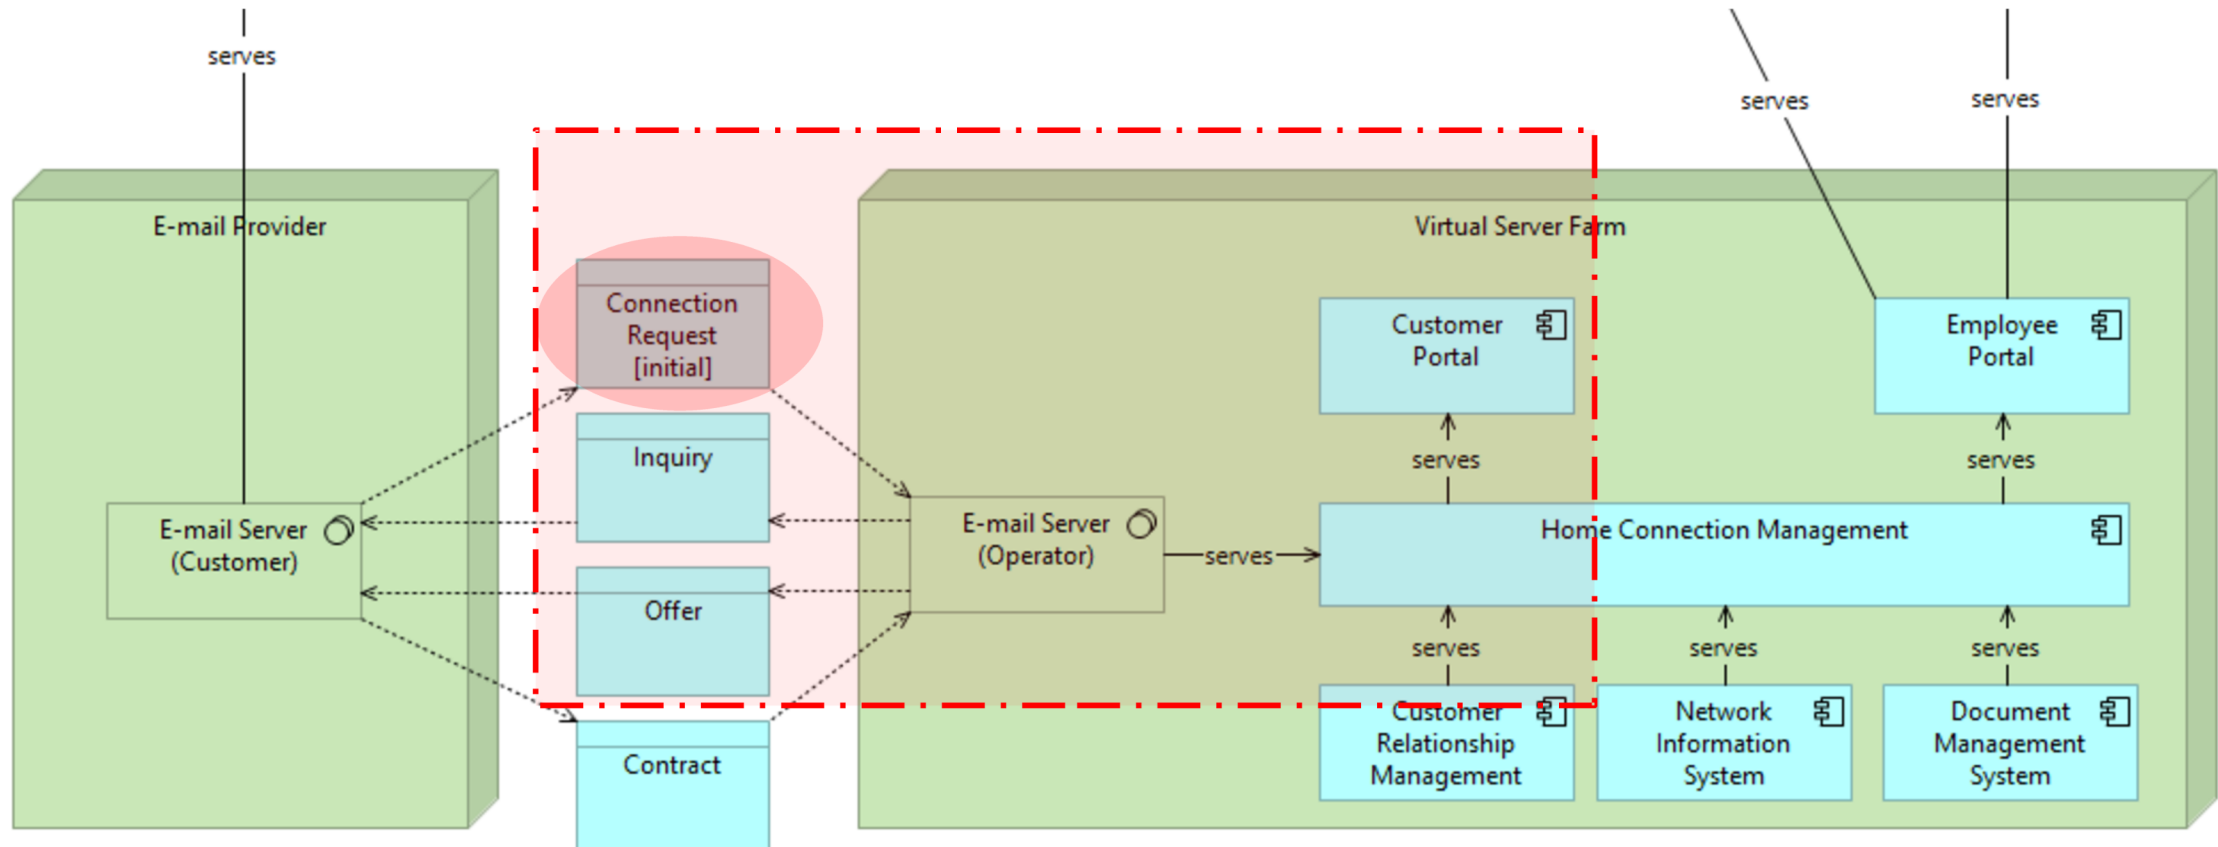 serves
serves
serves
E-mail Provider
Virtual Server Farm
Connection
Request
[initial]
Customer
Portal
Employee
Portal
Inquiry
serves
serves
E-mail Server
(Customer)
E-mail Server
(Operator)
serves
Home Connection Management
Offer
serves
serves
serves
Contract
Customer
Relationship
Management
Network
Information
System
Document
Management
System